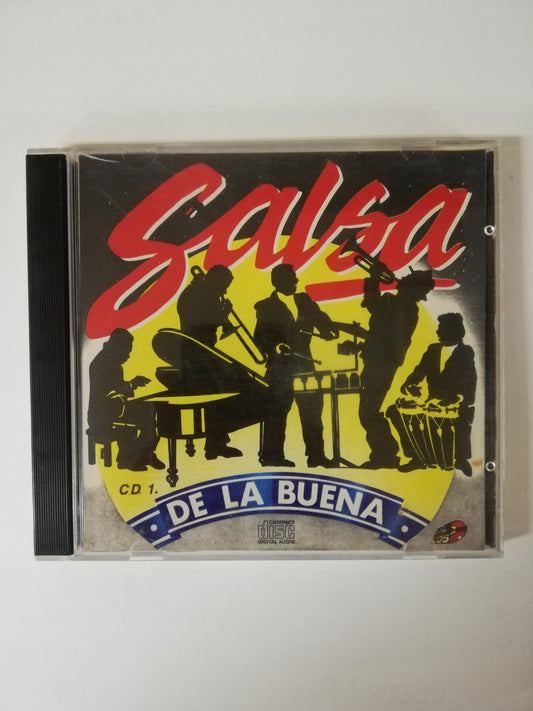 Salsa
CD. 1.
DE LA BUENA
COMPACT
disc
DIGITAL AUDIO